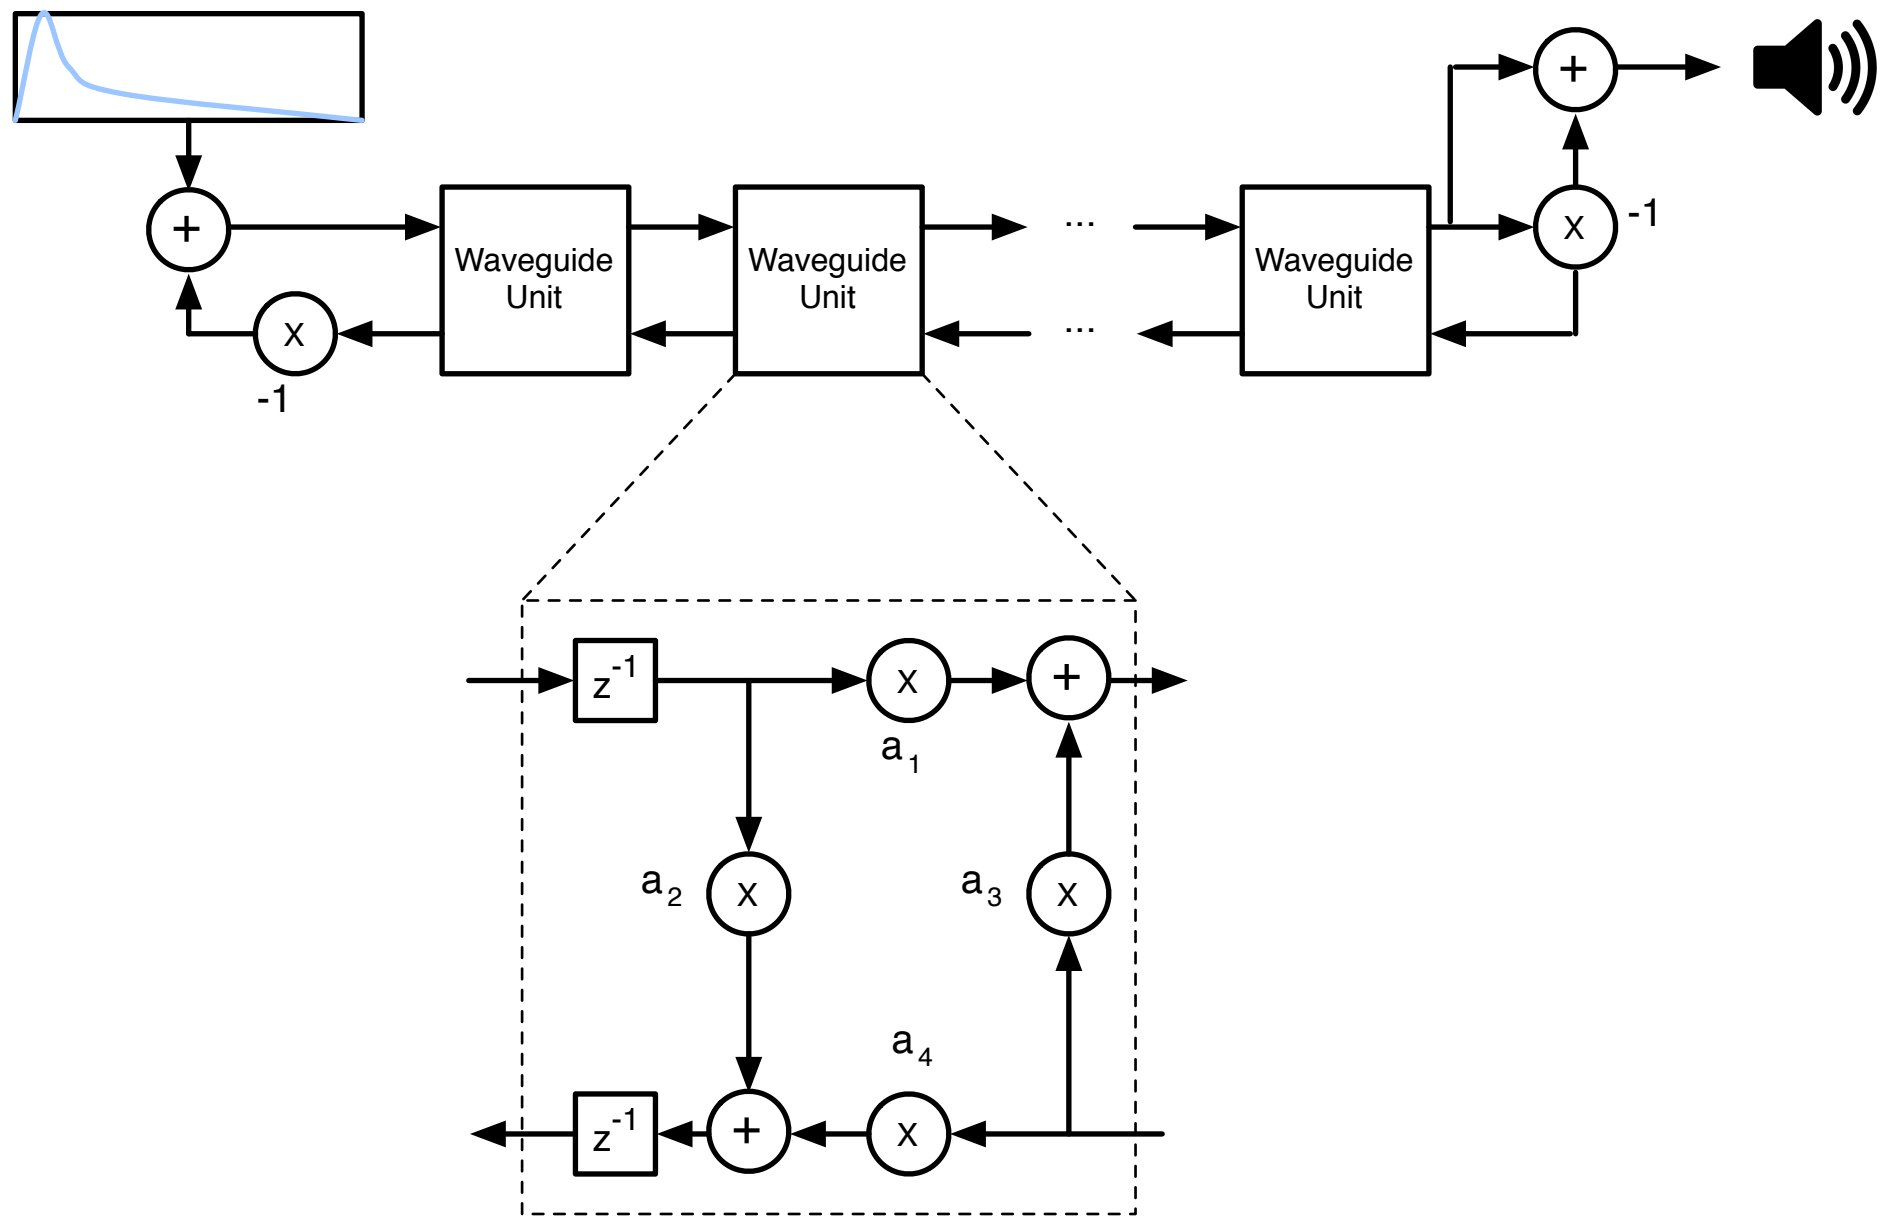 +
+
...
x
-1
Waveguide
Unit
Waveguide
Unit
Waveguide
Unit
x
...
-1
z-1
x
+
a1
a2
x
a3
x
a4
z-1
+
x